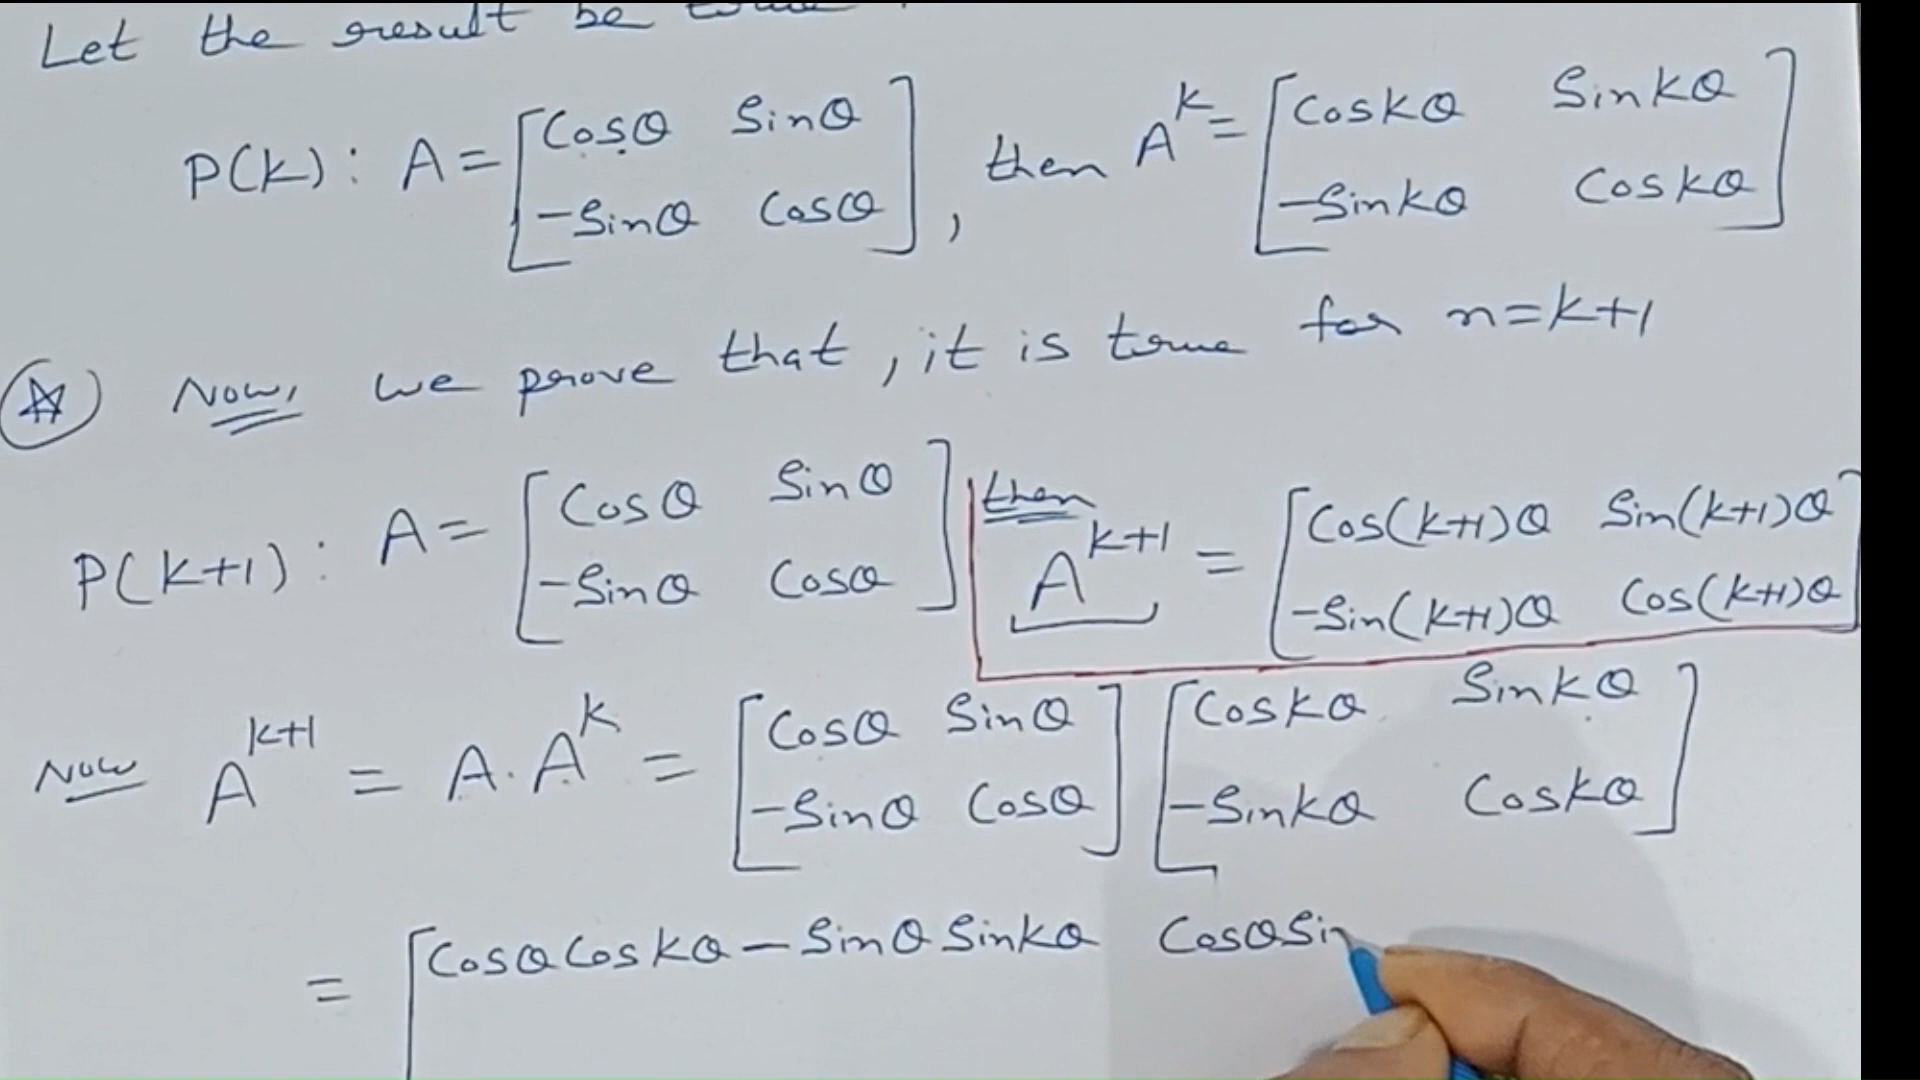 Let the result be true
P(k): A = [Cosθ Sinθ -Sinθ Cosθ], then A^k = [Coskθ Sinkθ -Sinkθ Coskθ]
Now, we prove that, it is true for n=k+1
P(k+1): A = [Cosθ Sinθ -Sinθ Cosθ] then A^k+1 = [Cos(k+1)θ Sin(k+1)θ -Sin(k+1)θ Cos(k+1)θ]
Now A^k+1 = A.A^k = [Cosθ Sinθ -Sinθ Cosθ] [Coskθ Sinkθ -Sinkθ Coskθ]
= [CosθCoskθ - SinθSinkθ CosθSin